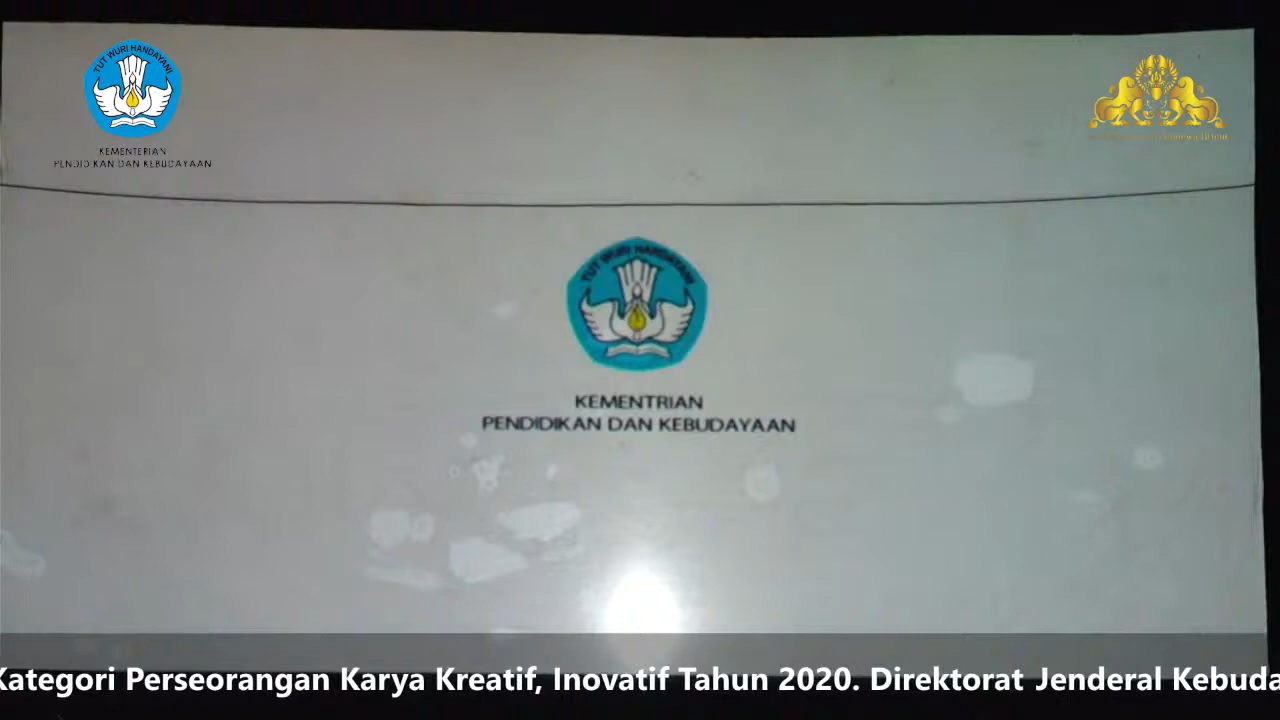 TUT WURI HANDAYANI
KEMENTERIAN
PENDIDIKAN DAN KEBUDAYAAN
TUT WURI HANDAYANI
KEMENTRIAN
PENDIDIKAN DAN KEBUDAYAAN
Kategori Perseorangan Karya Kreatif, Inovatif Tahun 2020. Direktorat Jenderal Kebuda